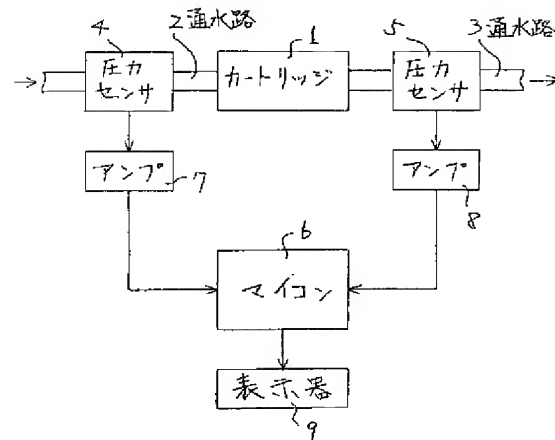 4
2通水路
1
5
3通水路
圧力
センサ
カートリッジ
圧力
センサ
アンプ
7
アンプ
8
6
マイコン
表示器
9